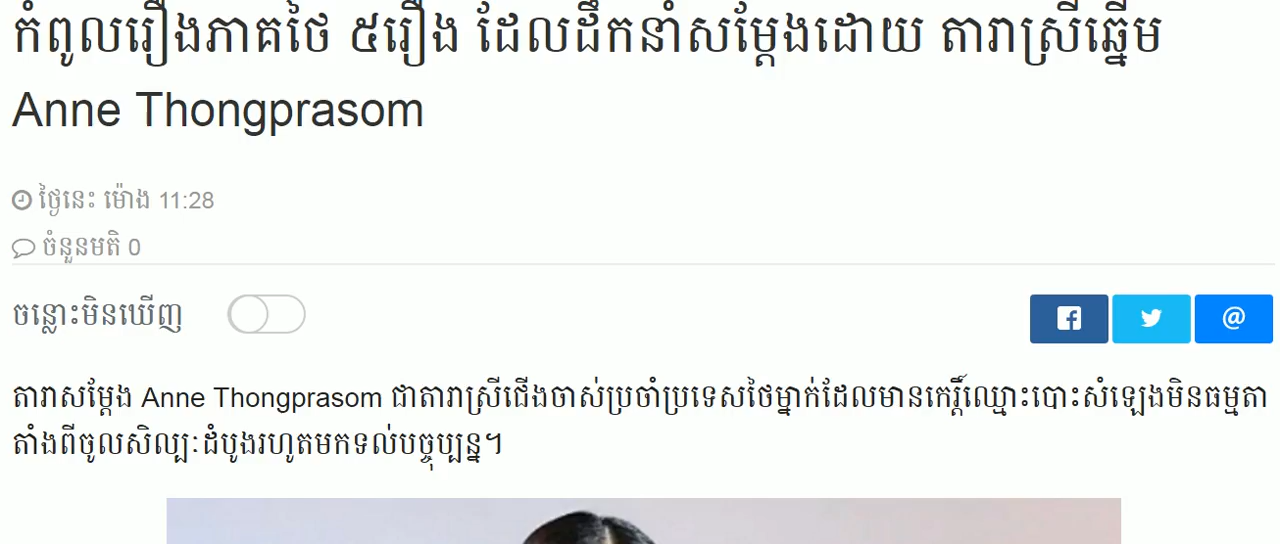 កំពូលរឿងភាគថៃ ៥រឿង ដែលដឹកនាំសម្តែងដោយ តារាស្រីឆ្នើម
Anne Thongprasom
ថ្ងៃនេះ ម៉ោង 11:28
ចំនួនមតិ 0
ចន្លោះមិនឃើញ
តារាសម្តែង Anne Thongprasom ជាតារាស្រីជើងចាស់ប្រចាំប្រទេសថៃម្នាក់ដែលមានកេរ្តិ៍ឈ្មោះបោះសំឡេងមិនធម្មតា
តាំងពីចូលសិល្បៈដំបូងរហូតមកទល់បច្ចុប្បន្ន។